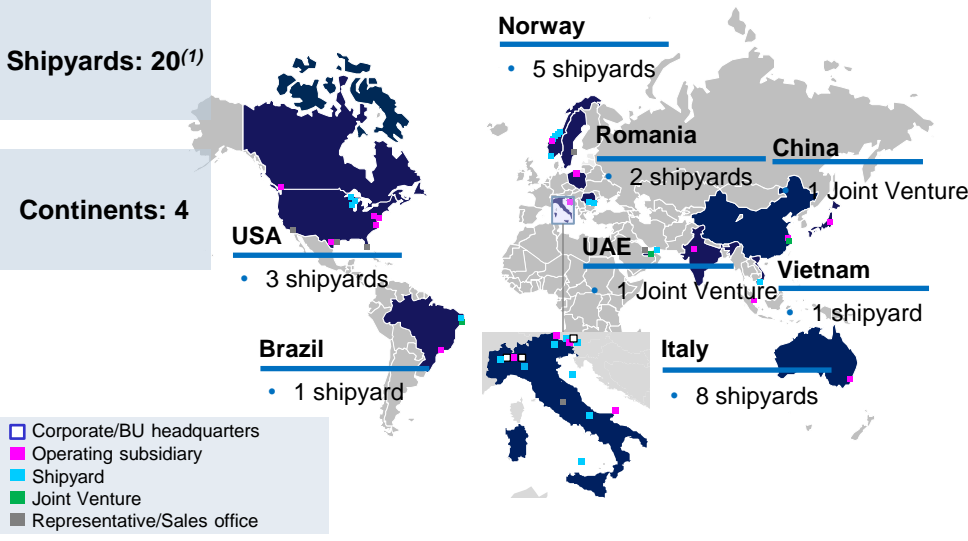 Shipyards: 20(1)
Continents: 4
Norway
• 5 shipyards
Romania
• 2 shipyards
China
• 1 Joint Venture
USA
• 3 shipyards
UAE
• 1 Joint Venture
Vietnam
• 1 shipyard
Brazil
• 1 shipyard
Italy
• 8 shipyards
Corporate/BU headquarters
Operating subsidiary
Shipyard
Joint Venture
Representative/Sales office